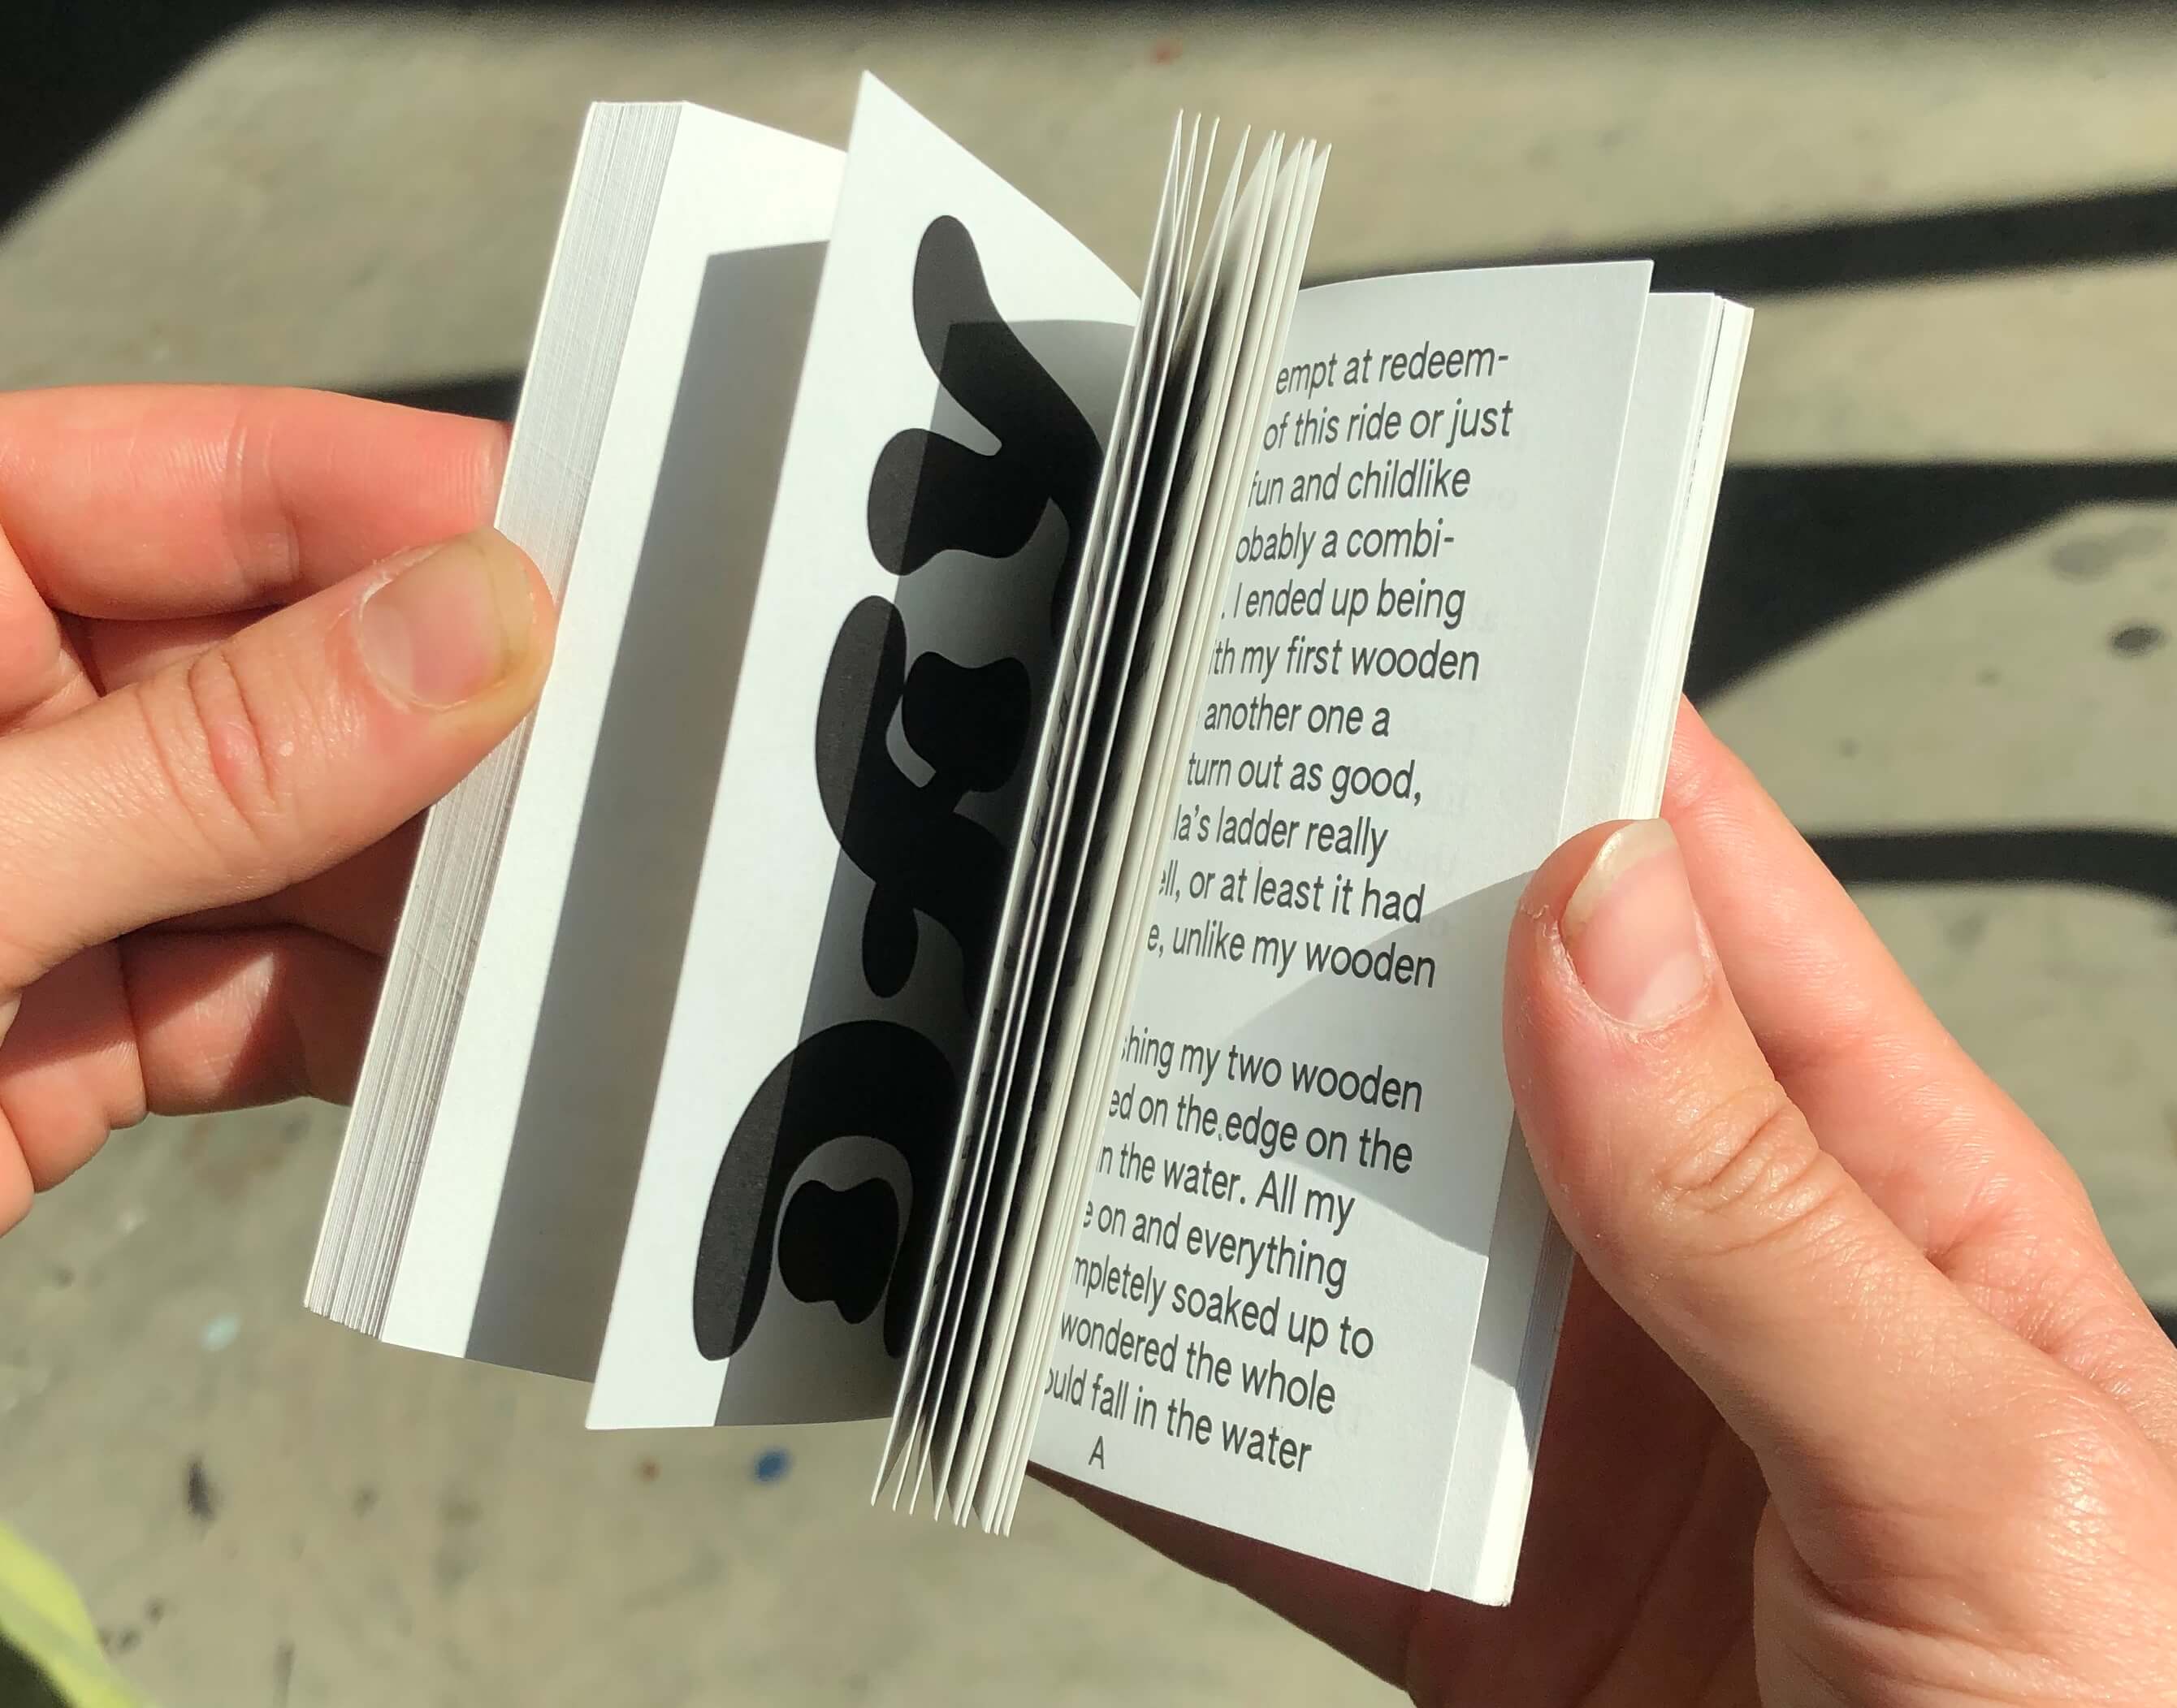 empt at redeem-
of this ride or just
fun and childlike
obably a combi-
. I ended up being
th my first wooden
another one a
turn out as good,
la's ladder really
ell, or at least it had
e, unlike my wooden
hing my two wooden
ed on the edge on the
n the water. All my
e on and everything
mpletely soaked up to
wondered the whole
ould fall in the water
A